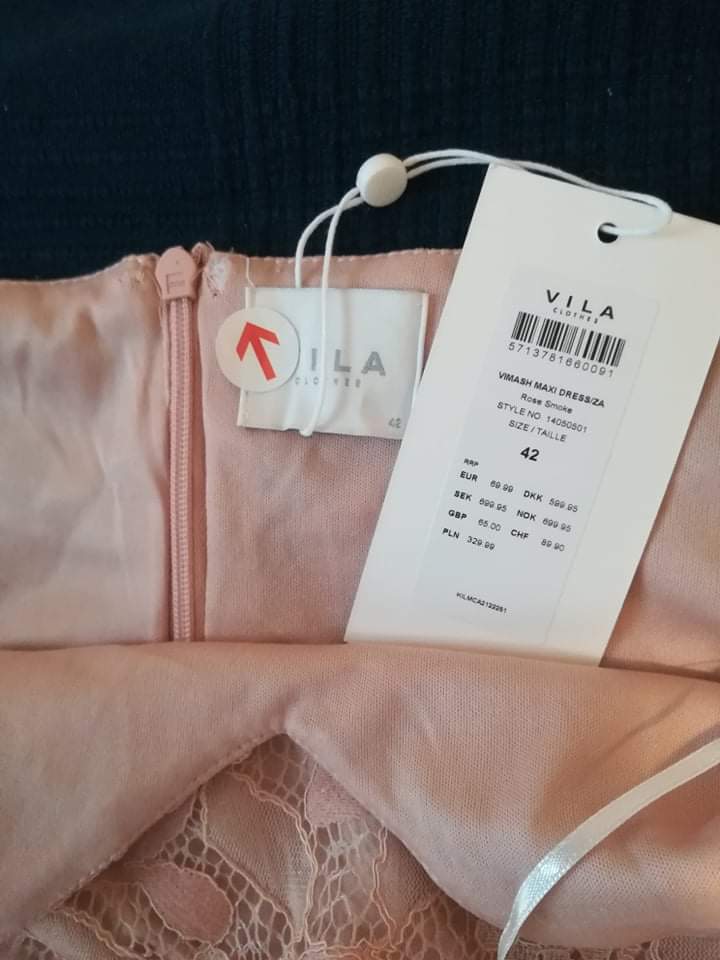 VILA
CLOTHES
5713781660091
VIMASH MAXI DRESS/ZA
Rose Smoke
STYLE NO. 14050501
SIZE / TAILLE
42
RRP
EUR 69.99 DKK 599.95
SEK 699.95 NOK 699.95
GBP 65.00 CHF 89.90
PLN 329.99
ILA
CLOTHES
42